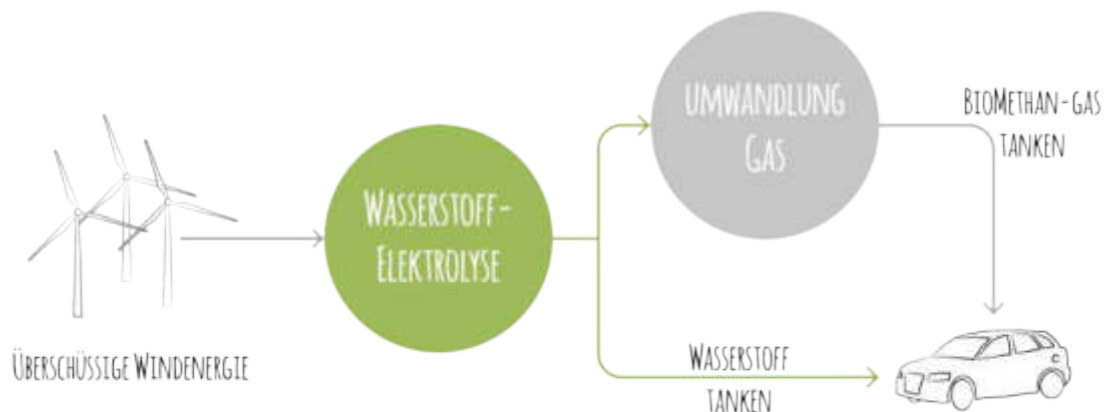 Überschüssige Windenergie
Wasserstoff-
Elektrolyse
Umwandlung
Gas
BioMethan-gas
tanken
Wasserstoff
tanken